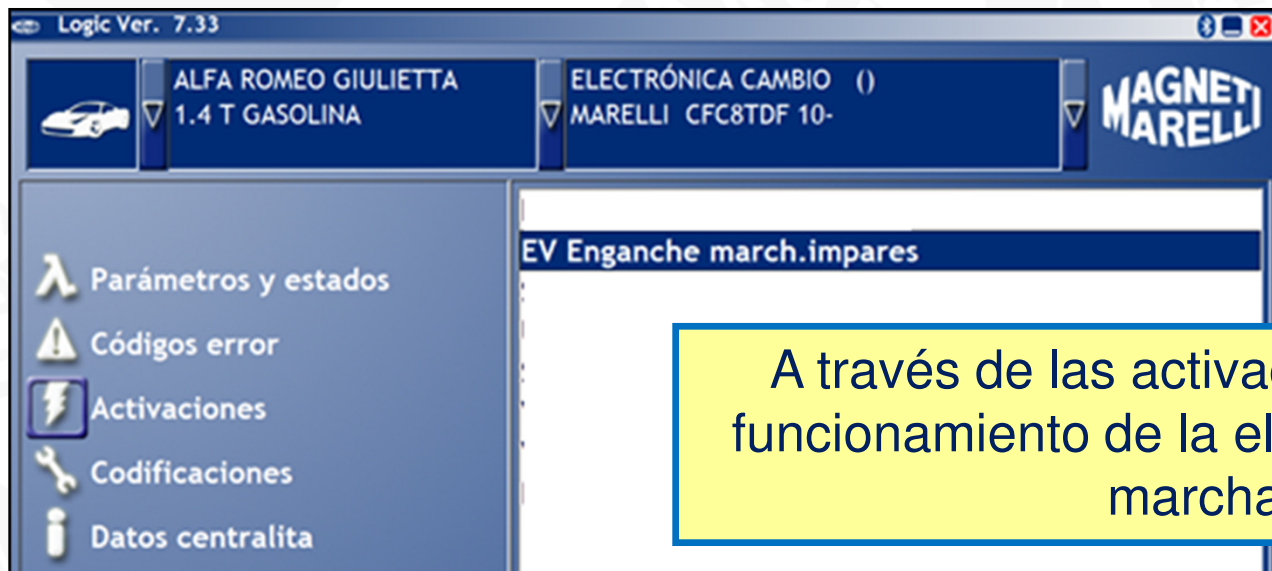 Logic Ver. 7.33
ALFA ROMEO GIULIETTA
1.4 T GASOLINA
ELECTRÓNICA CAMBIO ()
MARELLI CFC8TDF 10-
MAGNETI
MARELLI
Parámetros y estados
Códigos error
Activaciones
Codificaciones
Datos centralita
EV Enganche march.impares
A través de las activa
funcionamiento de la el
marcha